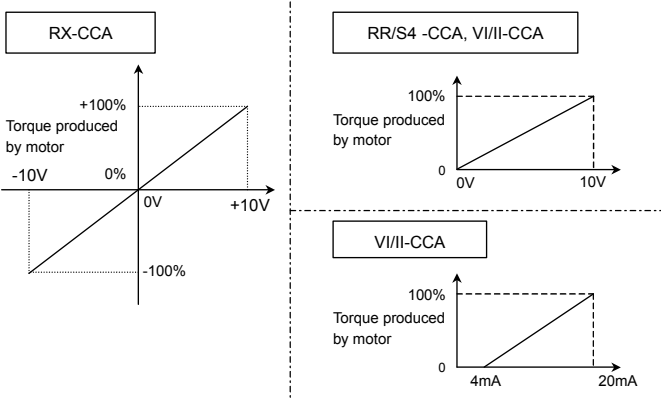 RX-CCA
+100%
Torque produced
by motor
-10V
0%
0V
+10V
-100%
RR/S4 -CCA, VI/II-CCA
100%
Torque produced
by motor
0
0V
10V
VI/II-CCA
100%
Torque produced
by motor
0
4mA
20mA